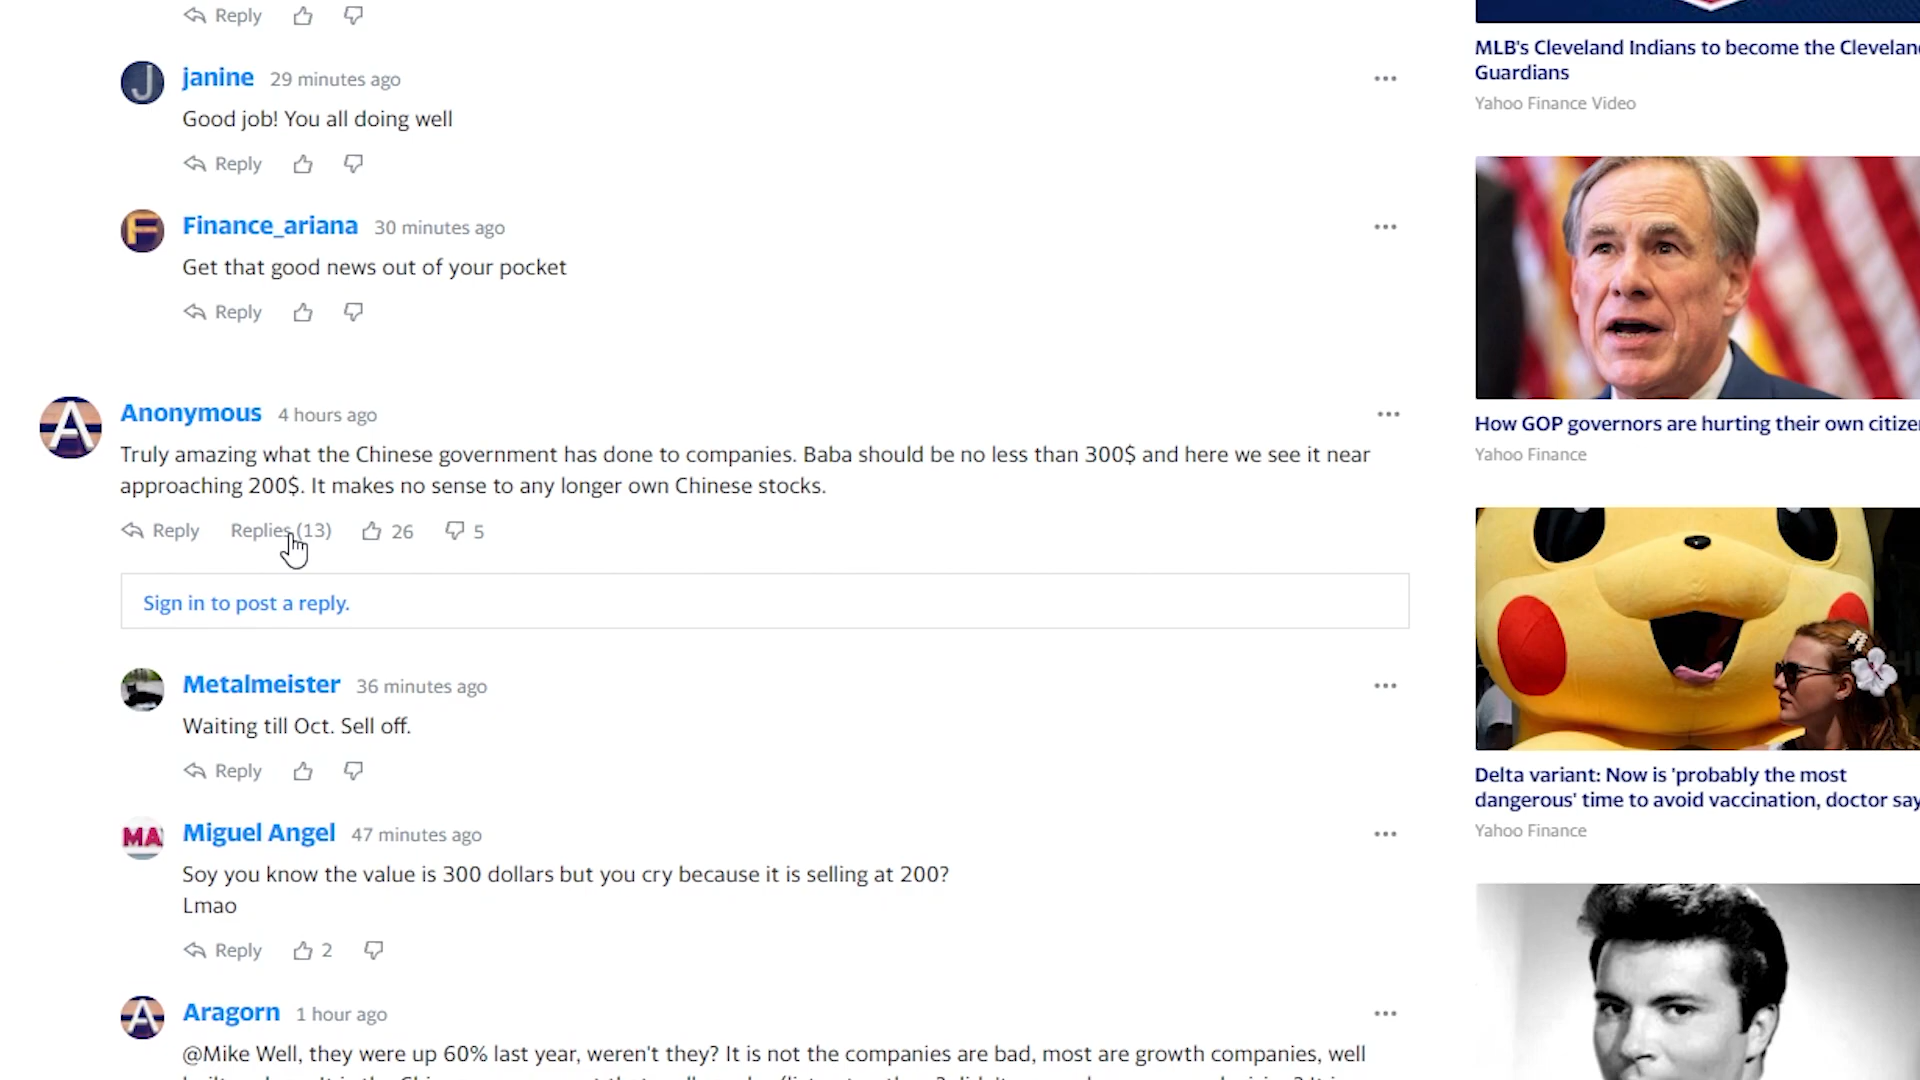 Reply
janine 29 minutes ago
Good job! You all doing well
Reply
Finance_ariana 30 minutes ago
Get that good news out of your pocket
Reply
Anonymous 4 hours ago
Truly amazing what the Chinese government has done to companies. Baba should be no less than 300$ and here we see it near
approaching 200$. It makes no sense to any longer own Chinese stocks.
Reply Replies (13) 26 5
Sign in to post a reply.
Metalmeister 36 minutes ago
Waiting till Oct. Sell off.
Reply
Miguel Angel 47 minutes ago
Soy you know the value is 300 dollars but you cry because it is selling at 200?
Lmao
Reply 2
Aragorn 1 hour ago
@Mike Well, they were up 60% last year, weren't they? It is not the companies are bad, most are growth companies, well
MLB's Cleveland Indians to become the Clevelan
Guardians
Yahoo Finance Video
How GOP governors are hurting their own citize
Yahoo Finance
Delta variant: Now is 'probably the most
dangerous' time to avoid vaccination, doctor say
Yahoo Finance